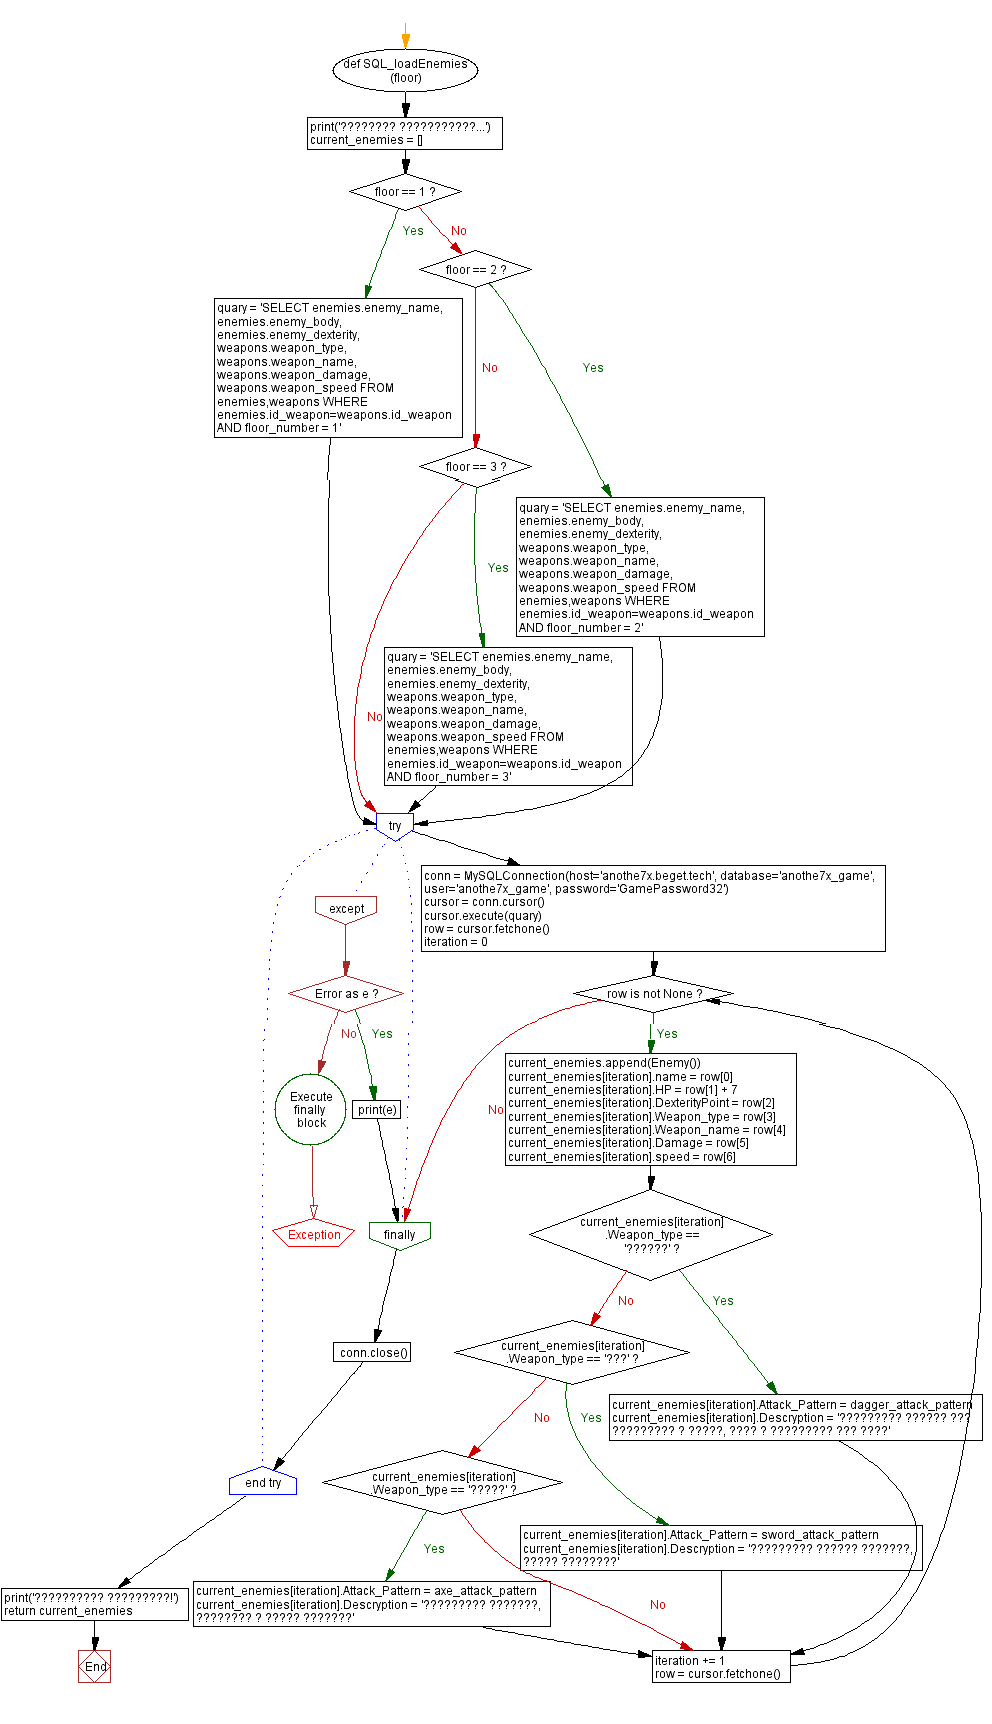 def SQL_loadEnemies
(floor)
print('???????? ???????????...')
current_enemies = []
floor == 1 ?
Yes
No
floor == 2 ?
quary = 'SELECT enemies.enemy_name,
enemies.enemy_body,
enemies.enemy_dexterity,
weapons.weapon_type,
weapons.weapon_name,
weapons.weapon_damage,
weapons.weapon_speed FROM
enemies,weapons WHERE
enemies.id_weapon=weapons.id_weapon
AND floor_number = 1'
No
Yes
floor == 3 ?
quary = 'SELECT enemies.enemy_name,
enemies.enemy_body,
enemies.enemy_dexterity,
weapons.weapon_type,
weapons.weapon_name,
weapons.weapon_damage,
weapons.weapon_speed FROM
enemies,weapons WHERE
enemies.id_weapon=weapons.id_weapon
AND floor_number = 2'
Yes
quary = 'SELECT enemies.enemy_name,
enemies.enemy_body,
enemies.enemy_dexterity,
weapons.weapon_type,
weapons.weapon_name,
weapons.weapon_damage,
weapons.weapon_speed FROM
enemies,weapons WHERE
enemies.id_weapon=weapons.id_weapon
AND floor_number = 3'
No
try
conn = MySQLConnection(host='anothe7x.beget.tech', database='anothe7x_game',
user='anothe7x_game', password='GamePassword32')
cursor = conn.cursor()
cursor.execute(quary)
row = cursor.fetchone()
iteration = 0
except
Error as e ?
row is not None ?
No
Yes
Yes
Execute
finally
block
print(e)
No
current_enemies.append(Enemy())
current_enemies[iteration].name = row[0]
current_enemies[iteration].HP = row[1] + 7
current_enemies[iteration].DexterityPoint = row[2]
current_enemies[iteration].Weapon_type = row[3]
current_enemies[iteration].Weapon_name = row[4]
current_enemies[iteration].Damage = row[5]
current_enemies[iteration].speed = row[6]
Exception
finally
current_enemies[iteration]
.Weapon_type ==
'??????' ?
No
Yes
conn.close()
current_enemies[iteration]
.Weapon_type == '???' ?
current_enemies[iteration].Attack_Pattern = dagger_attack_pattern
current_enemies[iteration].Descryption = '????????? ?????? ???
????????? ? ?????, ???? ? ????????? ??? ????'
No
Yes
end try
current_enemies[iteration]
.Weapon_type == '?????' ?
current_enemies[iteration].Attack_Pattern = sword_attack_pattern
current_enemies[iteration].Descryption = '????????? ?????? ???????,
????? ????????'
Yes
No
print('?????????? ?????????!')
return current_enemies
current_enemies[iteration].Attack_Pattern = axe_attack_pattern
current_enemies[iteration].Descryption = '????????? ???????,
???????? ? ????? ???????'
End
iteration += 1
row = cursor.fetchone()